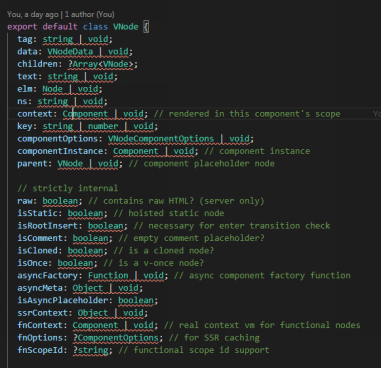 You, a day ago | 1 author (You)
export default class VNode {
tag: string | void;
data: VNodeData | void;
children: ?Array<VNode>;
text: string | void;
elm: Node | void;
ns: string | void;
context: Component | void; // rendered in this component's scope
key: string | number | void;
componentOptions: VNodeComponentOptions | void;
componentInstance: Component | void; // component instance
parent: VNode | void; // component placeholder node
// strictly internal
raw: boolean; // contains raw HTML? (server only)
isStatic: boolean; // hoisted static node
isRootInsert: boolean; // necessary for enter transition check
isComment: boolean; // empty comment placeholder?
isCloned: boolean; // is a cloned node?
isOnce: boolean; // is a v-once node?
asyncFactory: Function | void; // async component factory function
asyncMeta: Object | void;
isAsyncPlaceholder: boolean;
ssrContext: Object | void;
fnContext: Component | void; // real context vm for functional nodes
fnOptions: ?ComponentOptions; // for SSR caching
fnScopeId: ?string; // functional scope id support